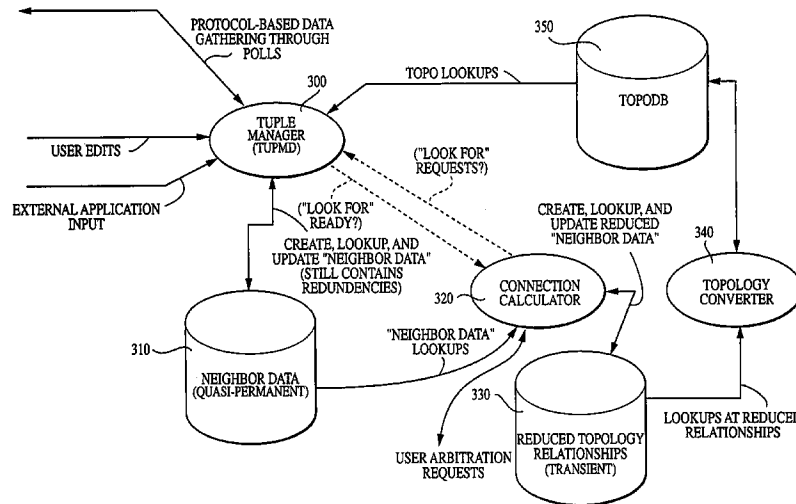 PROTOCOL-BASED DATA
GATHERING THROUGH
POLLS
350
TOPODB
TOPO LOOKUPS
300
TUPLE
MANAGER
(TUPMD)
USER EDITS
EXTERNAL APPLICATION
INPUT
("LOOK FOR"
REQUESTS?)
("LOOK FOR"
READY?)
CREATE, LOOKUP, AND
UPDATE "NEIGHBOR DATA"
(STILL CONTAINS
REDUNDENCIES)
CREATE, LOOKUP, AND
UPDATE REDUCED
"NEIGHBOR DATA"
340
TOPOLOGY
CONVERTER
320
CONNECTION
CALCULATOR
310
NEIGHBOR DATA
(QUASI-PERMANENT)
"NEIGHBOR DATA"
LOOKUPS
330
REDUCED TOPOLOGY
RELATIONSHIPS
(TRANSIENT)
LOOKUPS AT REDUCED
RELATIONSHIPS
USER ARBITRATION
REQUESTS